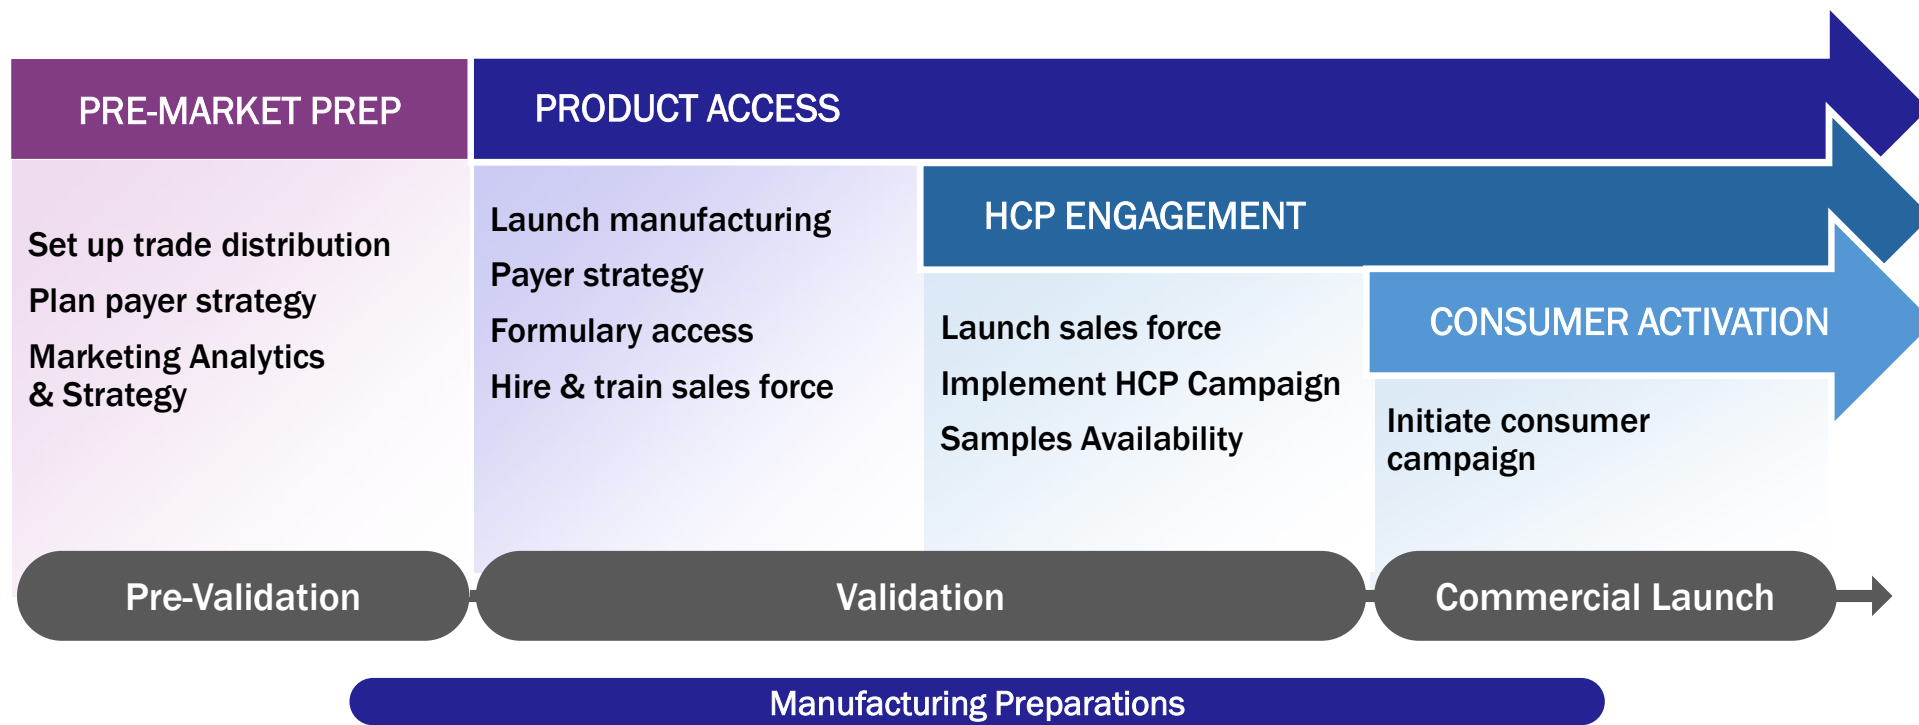 PRE-MARKET PREP
PRODUCT ACCESS
HCP ENGAGEMENT
CONSUMER ACTIVATION
Set up trade distribution
Plan payer strategy
Marketing Analytics
& Strategy
Launch manufacturing
Payer strategy
Formulary access
Hire & train sales force
Launch sales force
Implement HCP Campaign
Samples Availability
Initiate consumer
campaign
Pre-Validation
Validation
Commercial Launch
Manufacturing Preparations